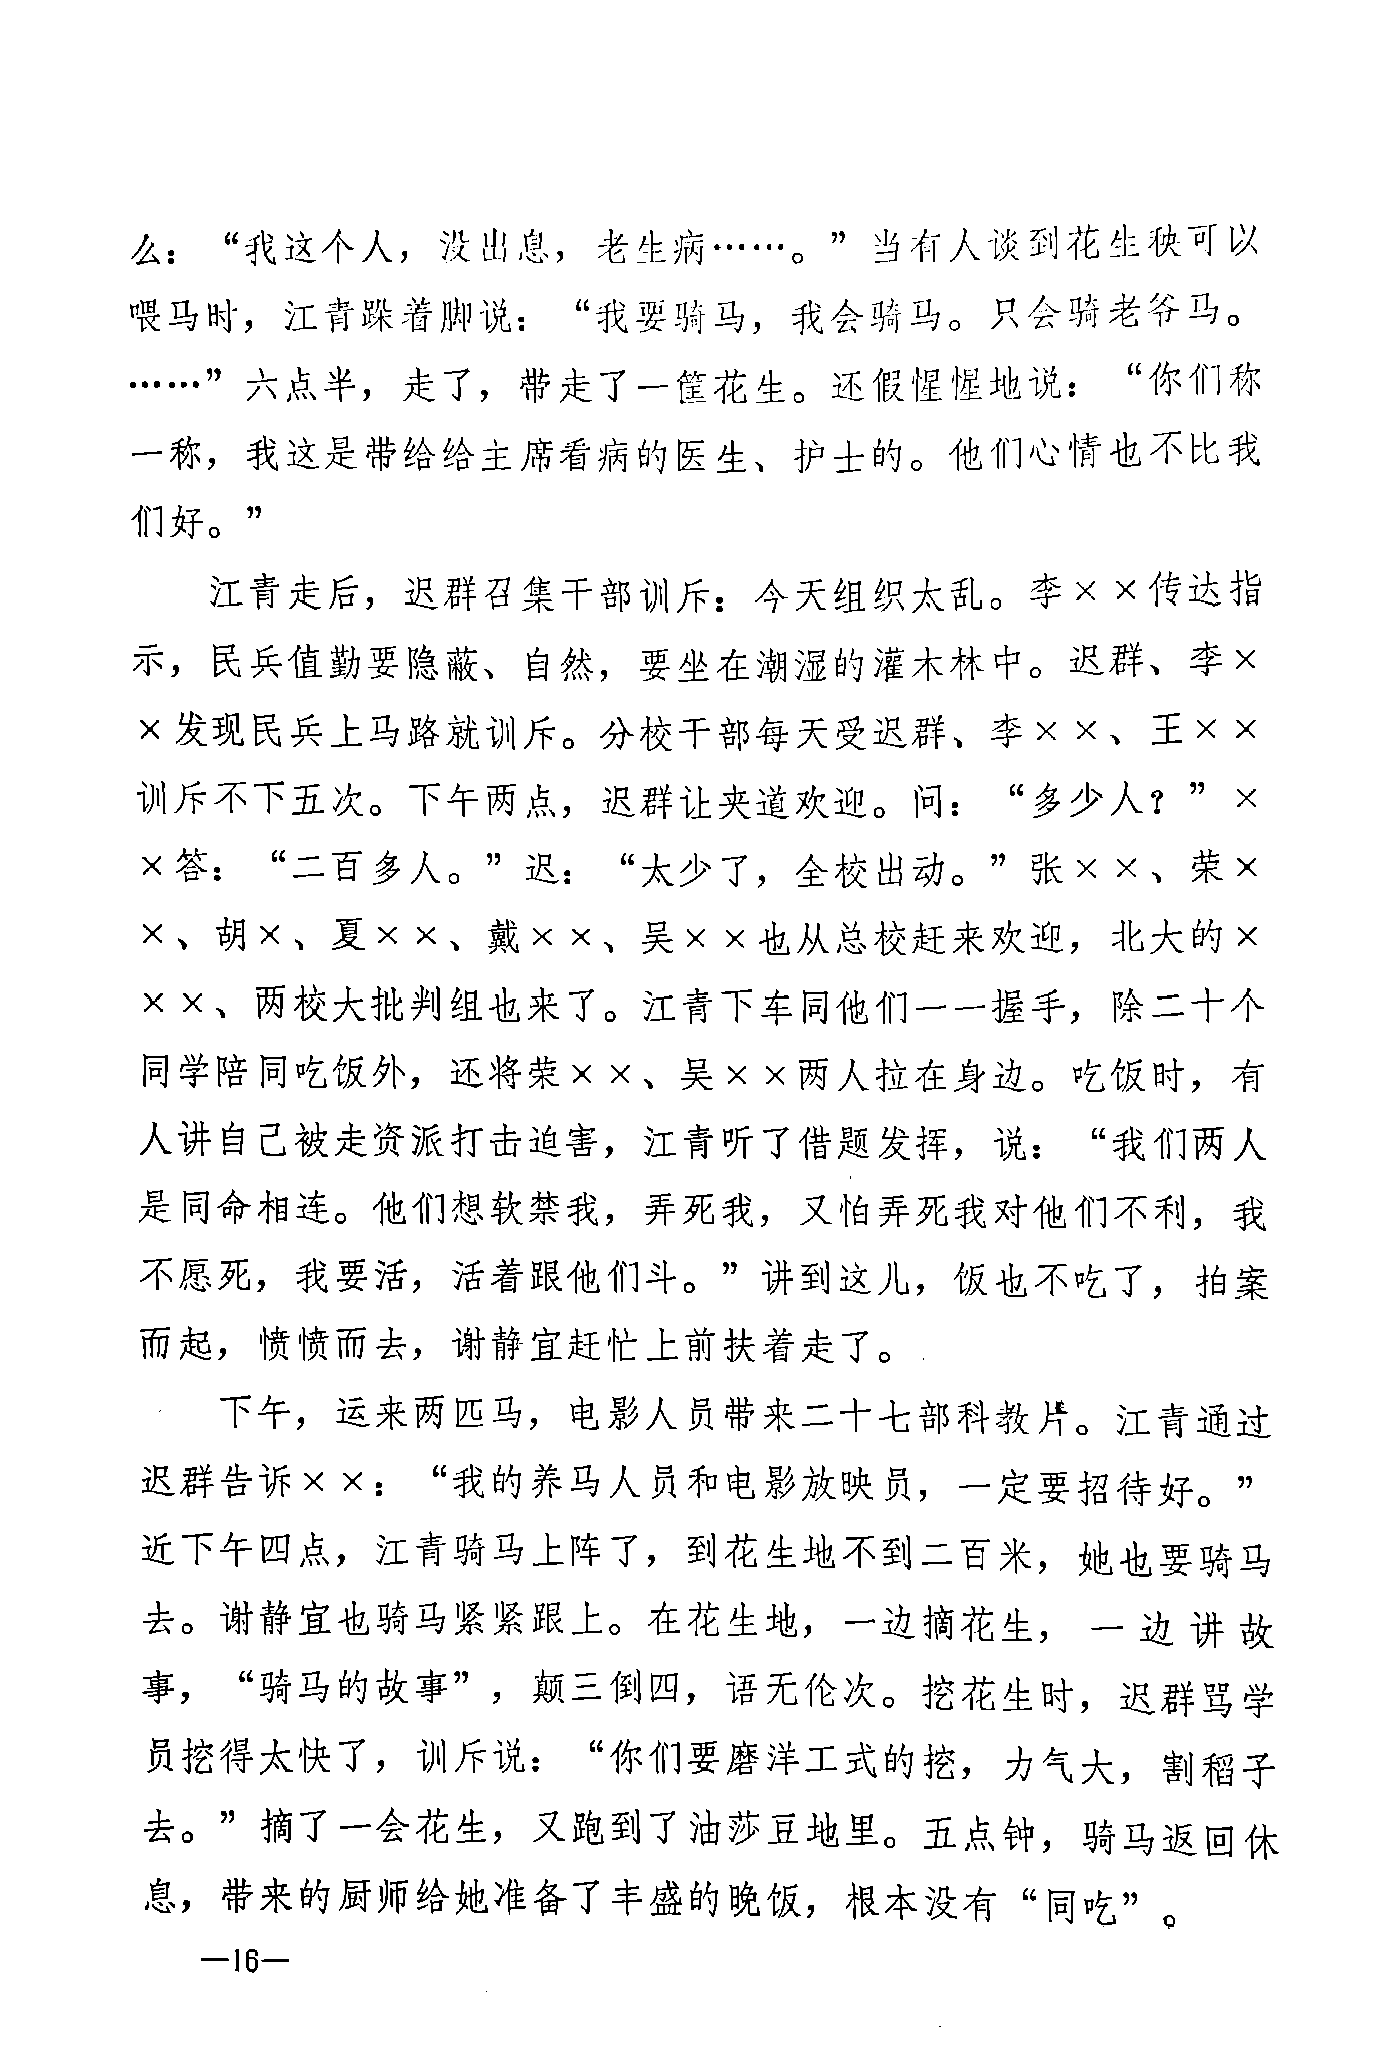 么：“我这个人，没出息，老生病……。”当有人谈到花生秧可以
喂马时，江青跺着脚说：“我要骑马，我会骑马。只会骑老爷马。
……”六点半，走了，带走了一筐花生。还假惺惺地说：“你们称
一称，我这是带给给主席看病的医生、护士的。他们心情也不比我
们好。”
江青走后，迟群召集干部训斥：今天组织太乱。李××传达指
示，民兵值勤要隐蔽、自然，要坐在潮湿的灌木林中。迟群、李×
×发现民兵上马路就训斥。分校干部每天受迟群、李××、王××
训斥不下五次。下午两点，迟群让夹道欢迎。问：“多少人？”×
×答：“二百多人。”迟：“太少了，全校出动。”张××、荣×
×、胡×、夏××、戴××、吴××也从总校赶来欢迎，北大的×
××、两校大批判组也来了。江青下车同他们一一握手，除二十个
同学陪同吃饭外，还将荣××、吴××两人拉在身边。吃饭时，有
人讲自己被走资派打击迫害，江青听了借题发挥，说：“我们两人
是同命相连。他们想软禁我，弄死我，又怕弄死我对他们不利，我
不愿死，我要活，活着跟他们斗。”讲到这儿，饭也不吃了，拍案
而起，愤愤而去，谢静宜赶忙上前扶着走了。
下午，运来两匹马，电影人员带来二十七部科教片。江青通过
迟群告诉××：“我的养马人员和电影放映员，一定要招待好。”
近下午四点，江青骑马上阵了，到花生地不到二百米，她也要骑马
去。谢静宜也骑马紧紧跟上。在花生地，一边摘花生，一边讲故
事，“骑马的故事”，颠三倒四，语无伦次。挖花生时，迟群骂学
员挖得太快了，训斥说：“你们要磨洋工式的挖，力气大，割稻子
去。”摘了一会花生，又跑到了油莎豆地里。五点钟，骑马返回休
息，带来的厨师给她准备了丰盛的晚饭，根本没有“同吃”。
—16—